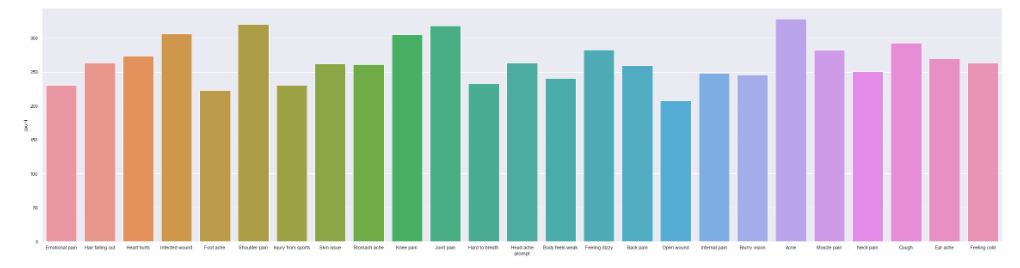 count
300
250
200
150
100
50
0
Emotional pain Hair falling out Heart hurts Infected wound Foot ache Shoulder pain Injury from sports Skin issue Stomach ache Knee pain Joint pain Hard to breath Head ache Body feels weak Feeling dizzy Back pain Open wound Internal pain Blurry vision Acne Muscle pain Neck pain Cough Ear ache Feeling cold
prompt